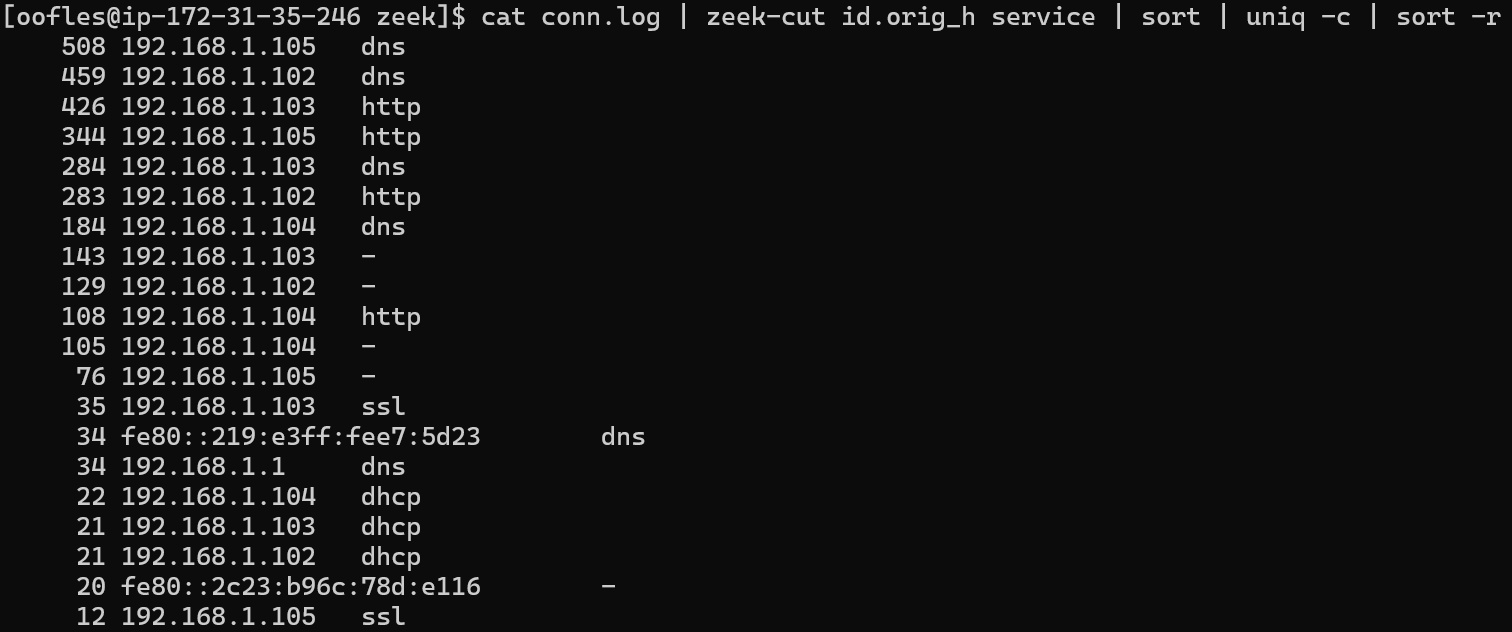 [oofles@ip-172-31-35-246 zeek]$ cat conn.log | zeek-cut id.orig_h service | sort | uniq -c | sort -r
    508 192.168.1.105   dns
    459 192.168.1.102   dns
    426 192.168.1.103   http
    344 192.168.1.105   http
    284 192.168.1.103   dns
    283 192.168.1.102   http
    184 192.168.1.104   dns
    143 192.168.1.103   -
    129 192.168.1.102   -
    108 192.168.1.104   http
    105 192.168.1.104   -
     76 192.168.1.105   -
     35 192.168.1.103   ssl
     34 fe80::219:e3ff:fee7:5d23        dns
     34 192.168.1.1     dns
     22 192.168.1.104   dhcp
     21 192.168.1.103   dhcp
     21 192.168.1.102   dhcp
     20 fe80::2c23:b96c:78d:e116        -
     12 192.168.1.105   ssl